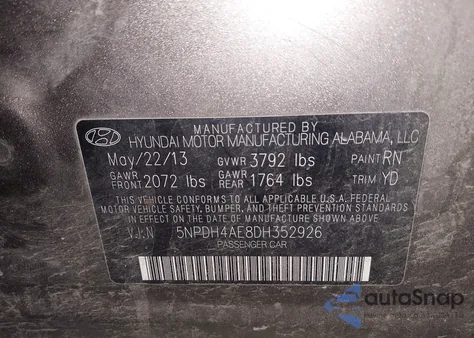 MANUFACTURED BY
HYUNDAI MOTOR MANUFACTURING ALABAMA, LLC
May/22/13 GVWR 3792 lbs PAINT RN
GAWR FRONT 2072 lbs GAWR REAR 1764 lbs TRIM YD
THIS VEHICLE CONFORMS TO ALL APPLICABLE U.S.A. FEDERAL
MOTOR VEHICLE SAFETY, BUMPER, AND THEFT PREVENTION
STANDARDS IN EFFECT ON THE DATE OF MANUFACTURE SHOWN ABOVE.
V.I.N 5NPDH4AE8DH352926
PASSENGER CAR
autoSnap